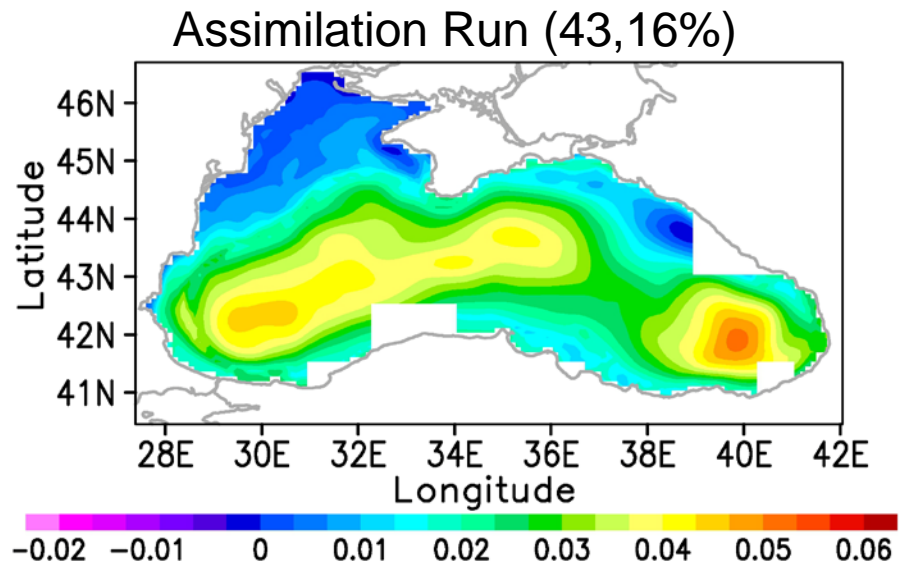 Assimilation Run (43,16%)
46N
45N
44N
43N
42N
41N
Latitude
28E 30E 32E 34E 36E 38E 40E 42E
Longitude
−0.02 −0.01 0 0.01 0.02 0.03 0.04 0.05 0.06